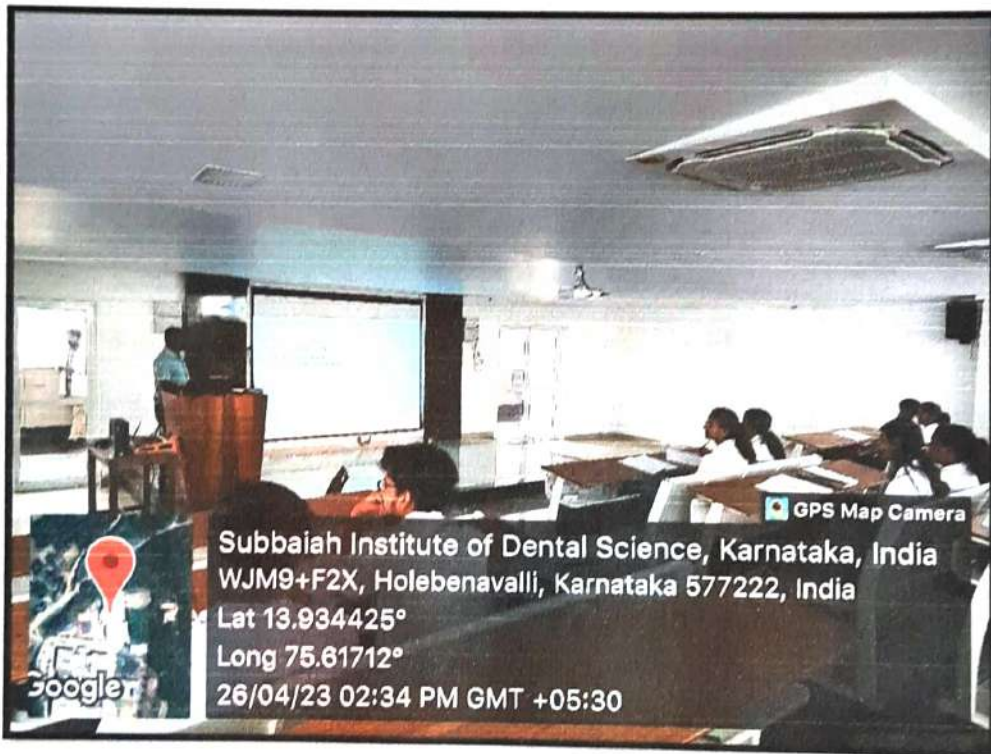 GPS Map Camera
Subbaiah Institute of Dental Science, Karnataka, India
WJM9+F2X, Holebenavalli, Karnataka 577222, India
Lat 13.934425°
Long 75.61712°
26/04/23 02:34 PM GMT +05:30
Google